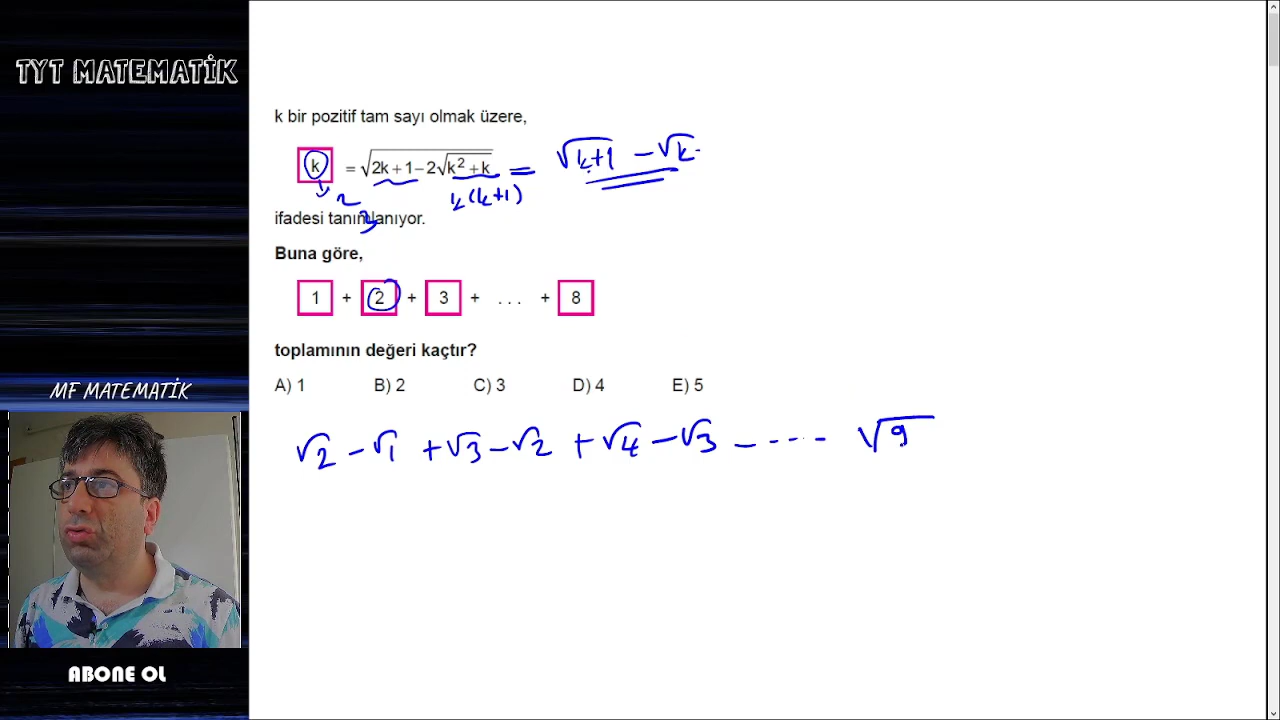 TYT MATEMATİK
k bir pozitif tam sayı olmak üzere,
k = √(2k + 1 − 2√(k² + k)) = √(k+1) − √k
k(k+1)
2
3
ifadesi tanımlanıyor.
Buna göre,
1 + 2 + 3 + . . . + 8
toplamının değeri kaçtır?
A) 1 B) 2 C) 3 D) 4 E) 5
√2 − √1 + √3 − √2 + √4 − √3 − - - - - √9
MF MATEMATİK
ABONE OL